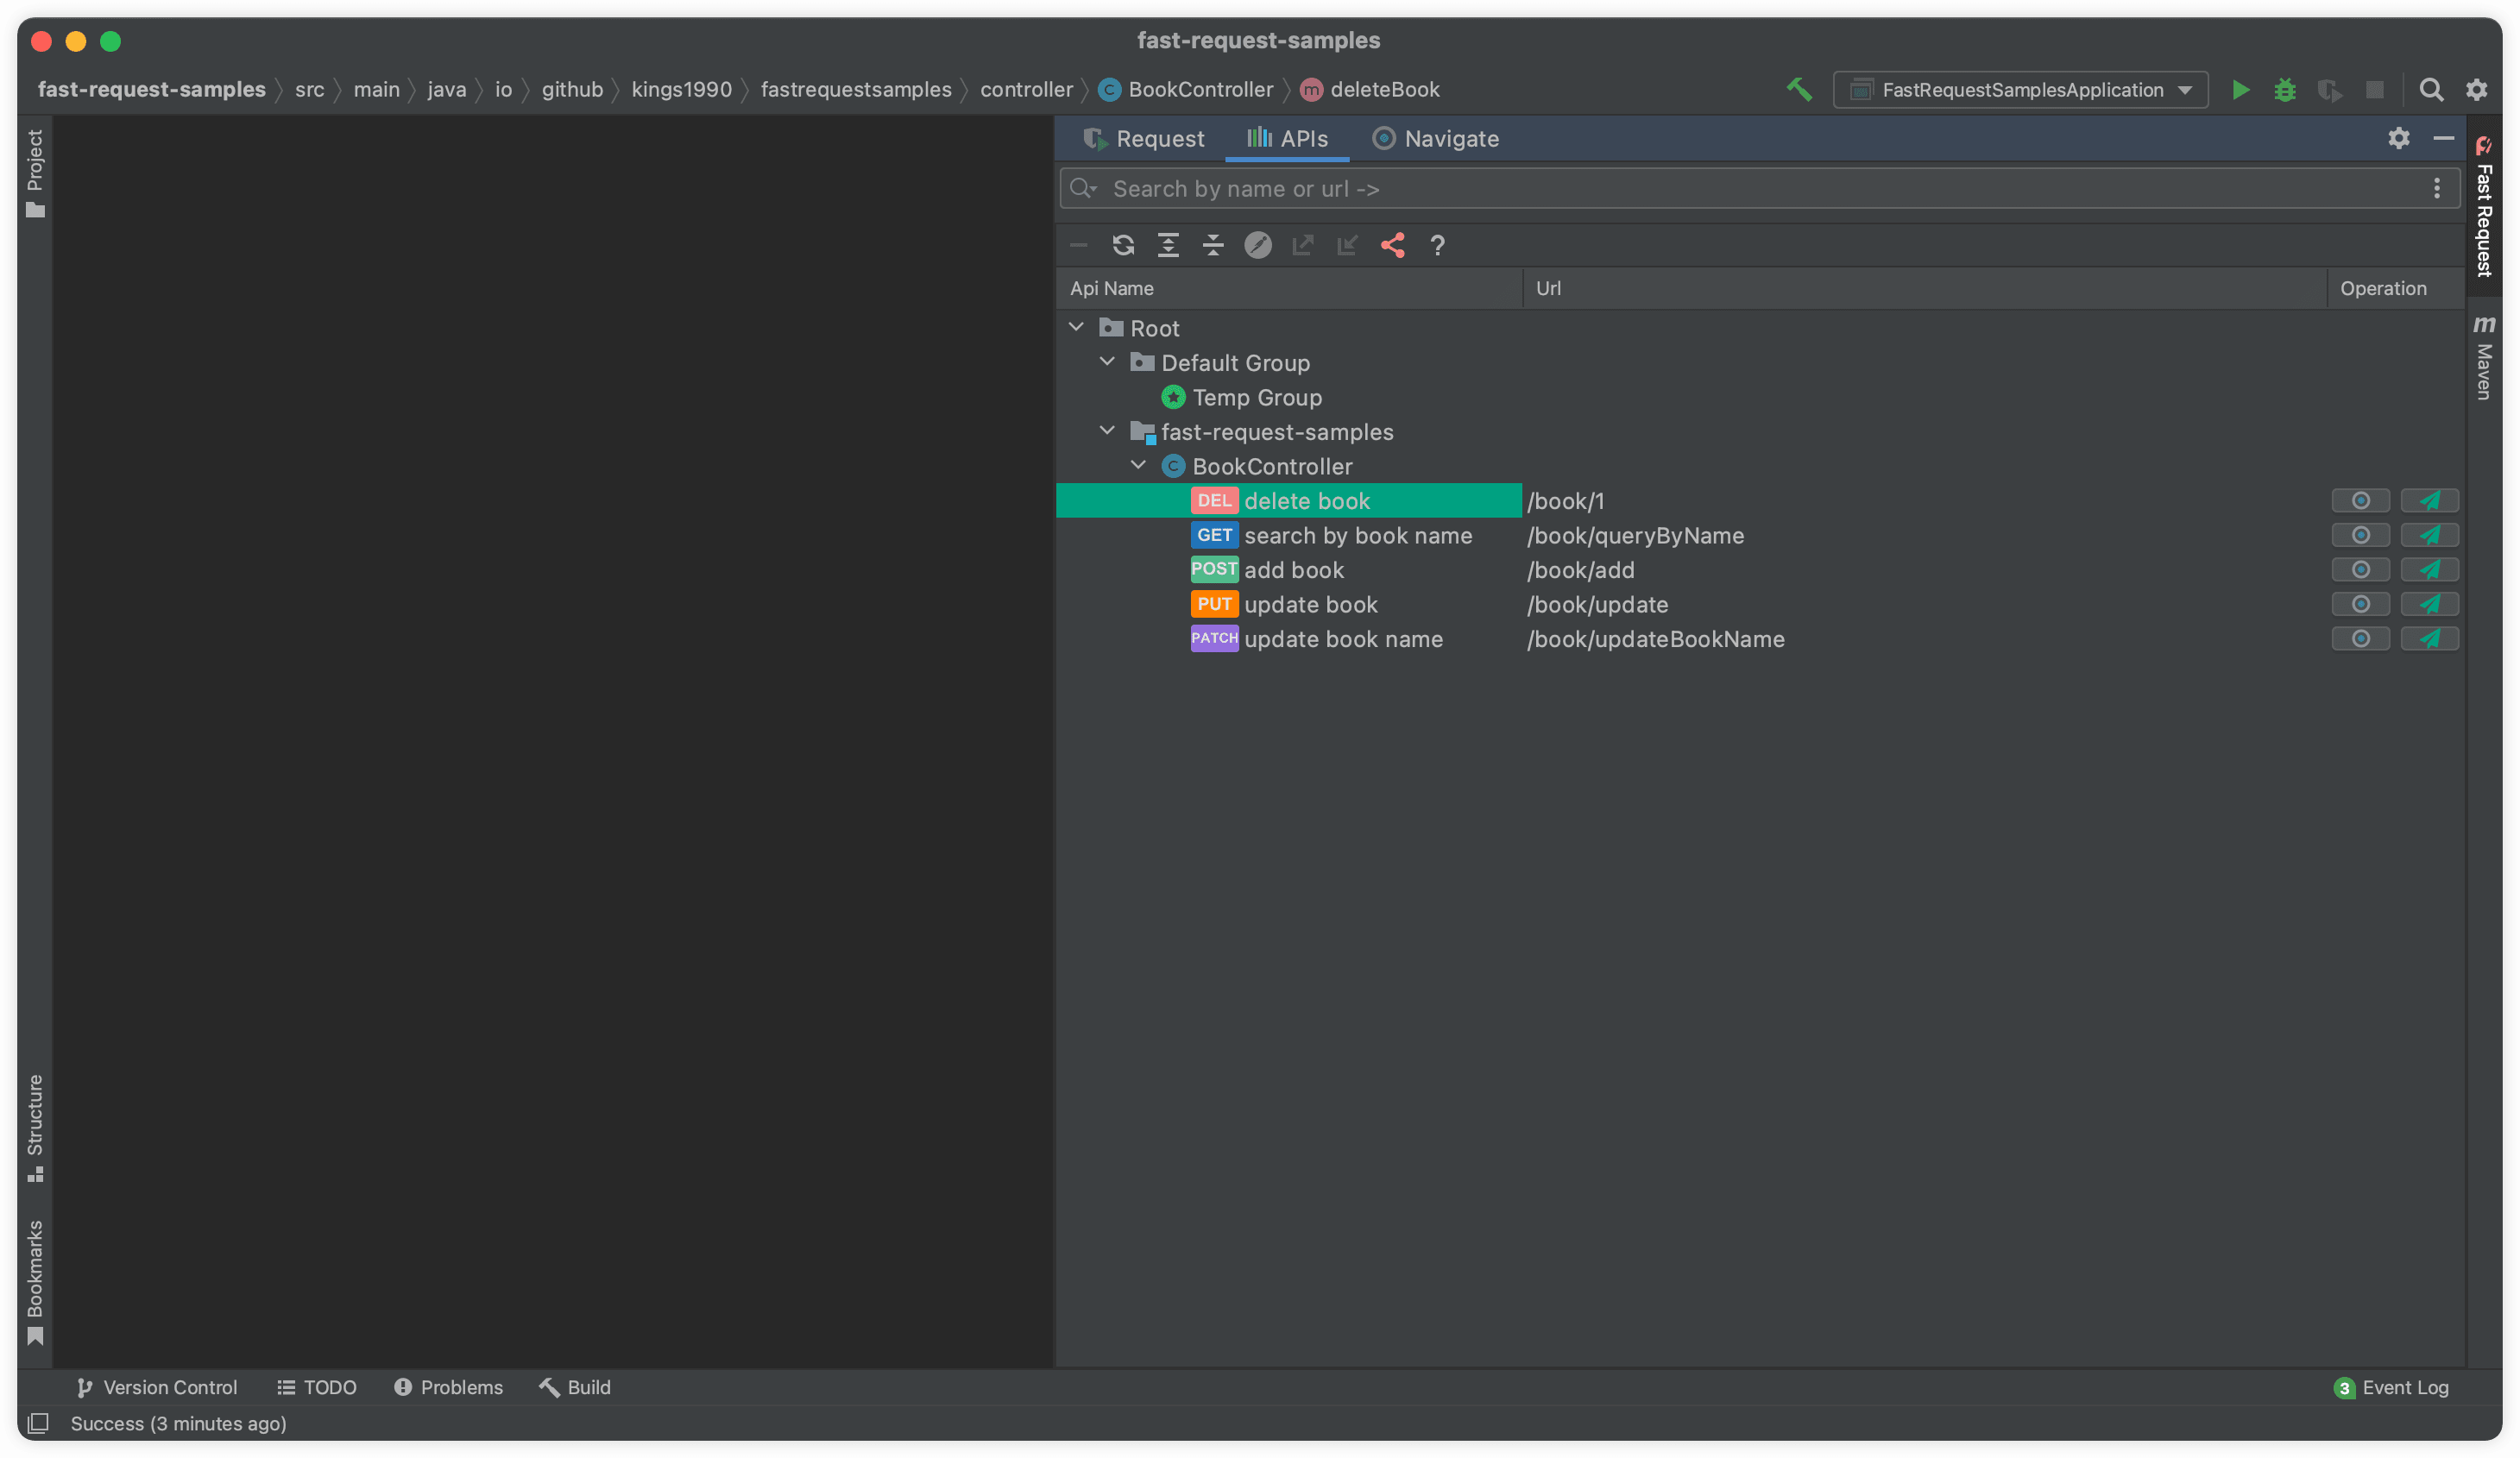 fast-request-samples
fast-request-samples src main java io github kings1990 fastrequestsamples controller BookController deleteBook FastRequestSamplesApplication
Project
Request APIs Navigate
Search by name or url ->
Fast Request
Maven
Api Name Url Operation
Root
Default Group
Temp Group
fast-request-samples
BookController
DEL delete book /book/1
GET search by book name /book/queryByName
POST add book /book/add
PUT update book /book/update
PATCH update book name /book/updateBookName
Structure
Bookmarks
Version Control TODO Problems Build 3 Event Log
Success (3 minutes ago)